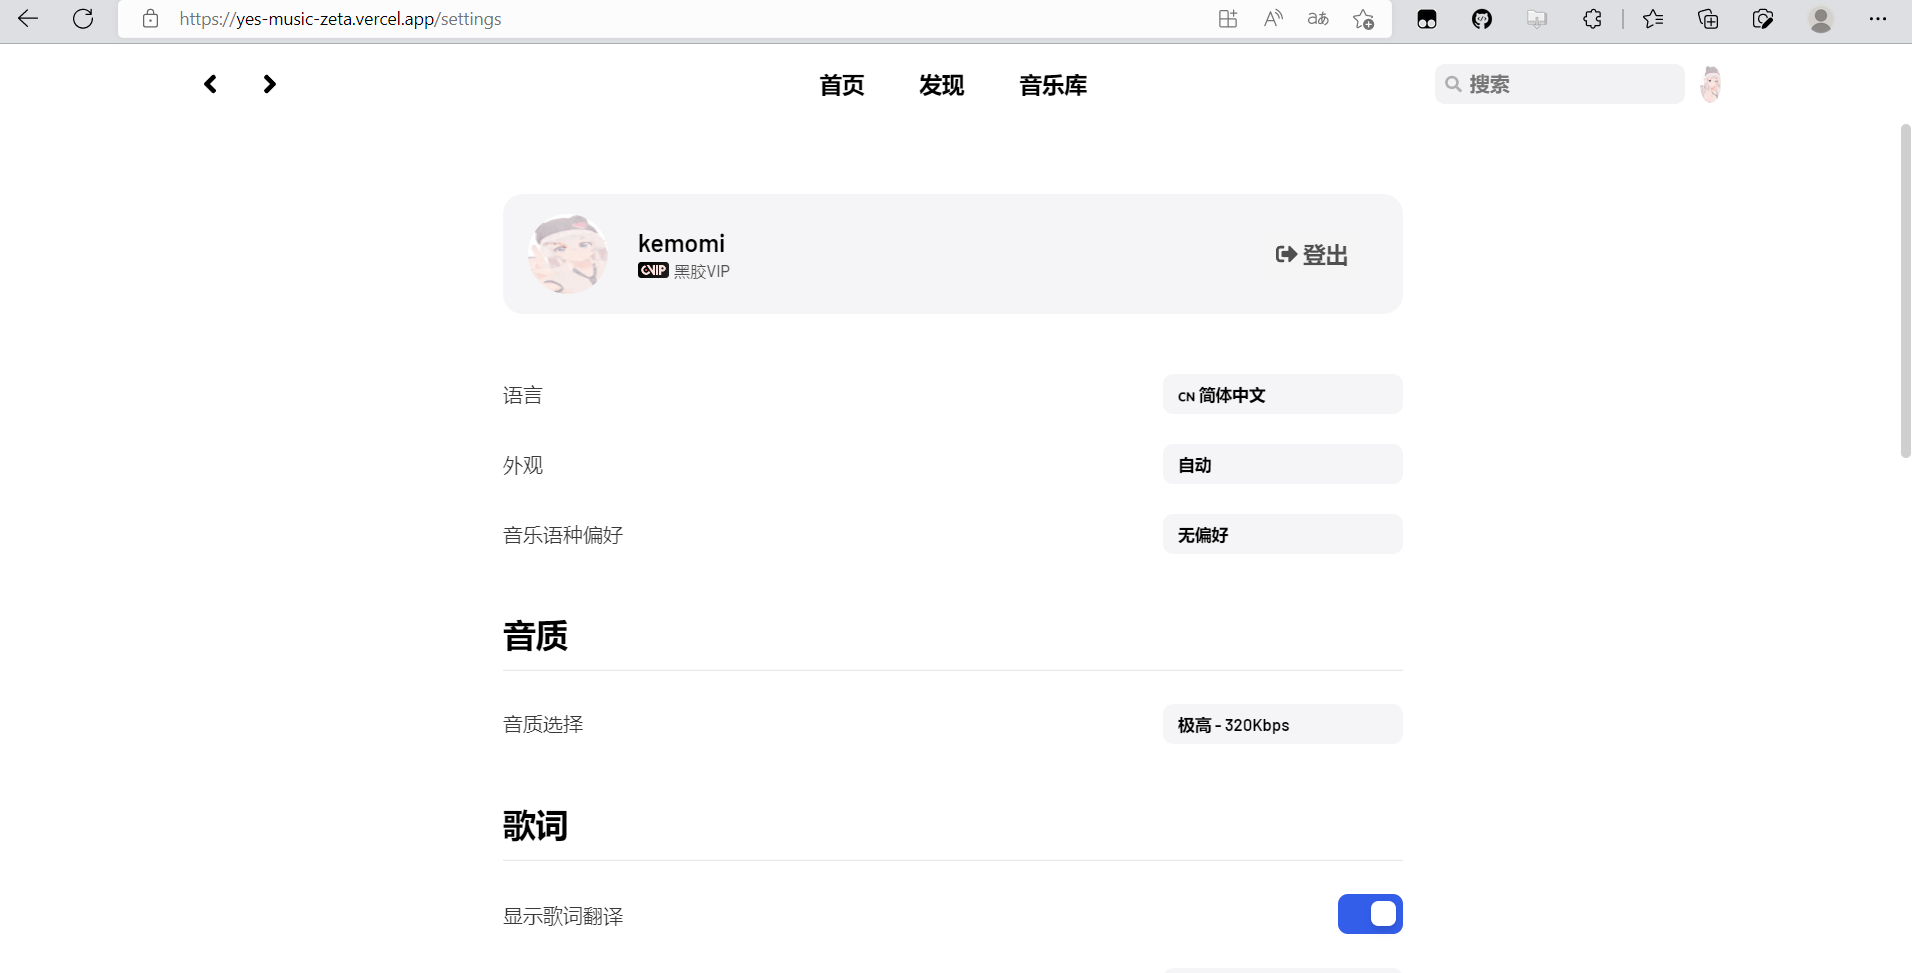 https://yes-music-zeta.vercel.app/settings
首页
发现
音乐库
搜索
kemomi
VIP 黑胶VIP
登出
语言
CN 简体中文
外观
自动
音乐语种偏好
无偏好
音质
音质选择
极高 - 320Kbps
歌词
显示歌词翻译